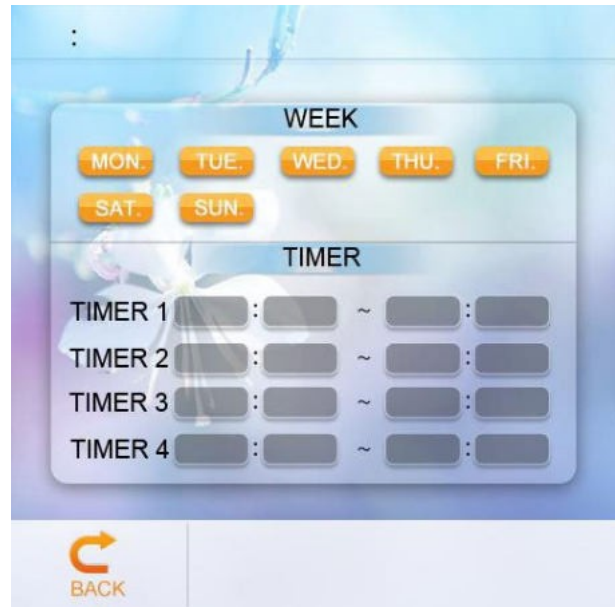 :
WEEK
MON. TUE. WED. THU. FRI.
SAT. SUN.
TIMER
TIMER 1 : ~ :
TIMER 2 : ~ :
TIMER 3 : ~ :
TIMER 4 : ~ :
BACK